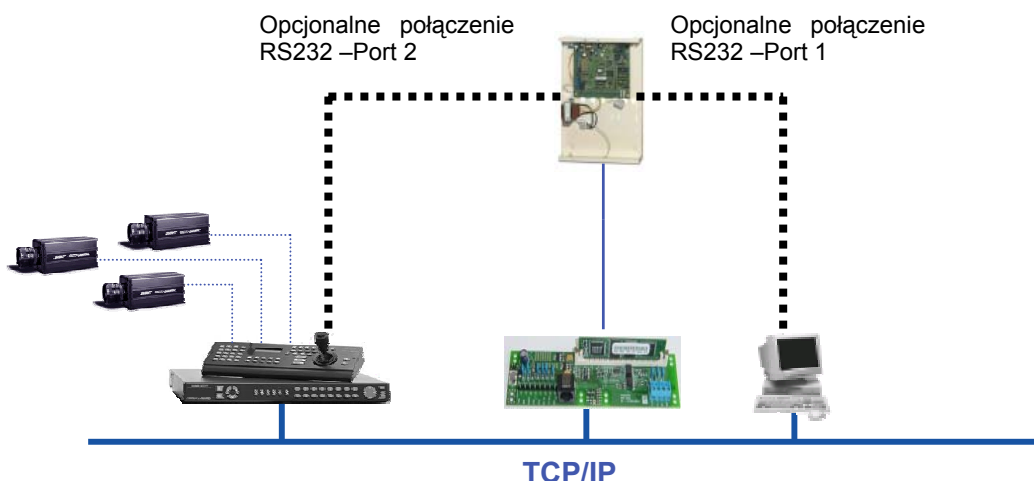 Opcjonalne połączenie
RS232 –Port 2
Opcjonalne połączenie
RS232 –Port 1
TCP/IP